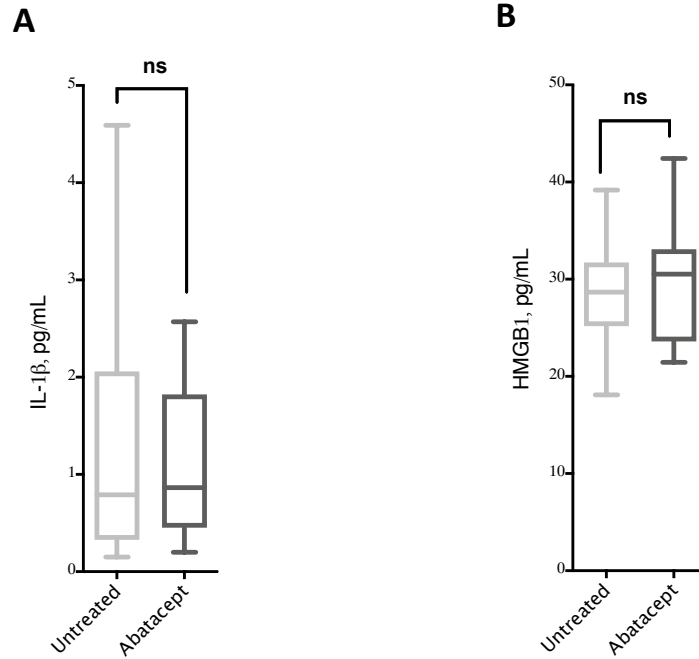 A
ns
5
4
3
2
1
0
IL-1β, pg/mL
Untreated
Abatacept
B
ns
50
40
30
20
10
0
HMGB1, pg/mL
Untreated
Abatacept